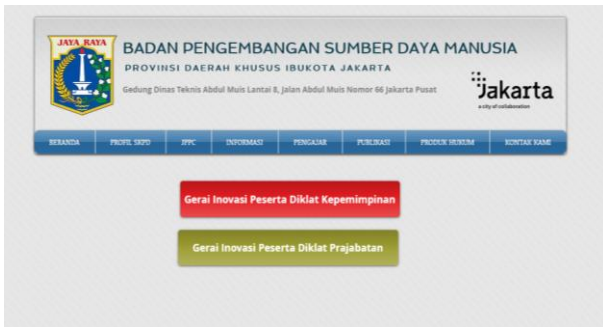 JAYA RAYA
BADAN PENGEMBANGAN SUMBER DAYA MANUSIA
PROVINSI DAERAH KHUSUS IBUKOTA JAKARTA
Gedung Dinas Teknis Abdul Muis Lantai 8, Jalan Abdul Muis Nomor 66 Jakarta Pusat
Jakarta
a city of collaboration
BERANDA PROFIL SKPD JPPC INFORMASI PENGAJAR PUBLIKASI PRODUK HUKUM KONTAK KAMI
Gerai Inovasi Peserta Diklat Kepemimpinan
Gerai Inovasi Peserta Diklat Prajabatan